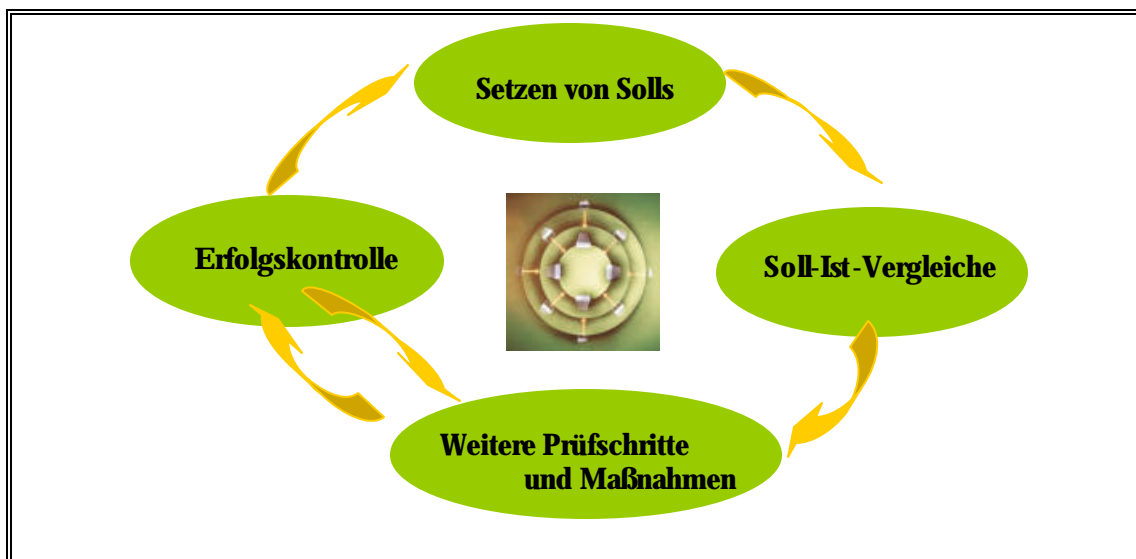 Setzen von Solls
Erfolgskontrolle
Soll-Ist-Vergleiche
Weitere Prüfschritte
und Maßnahmen